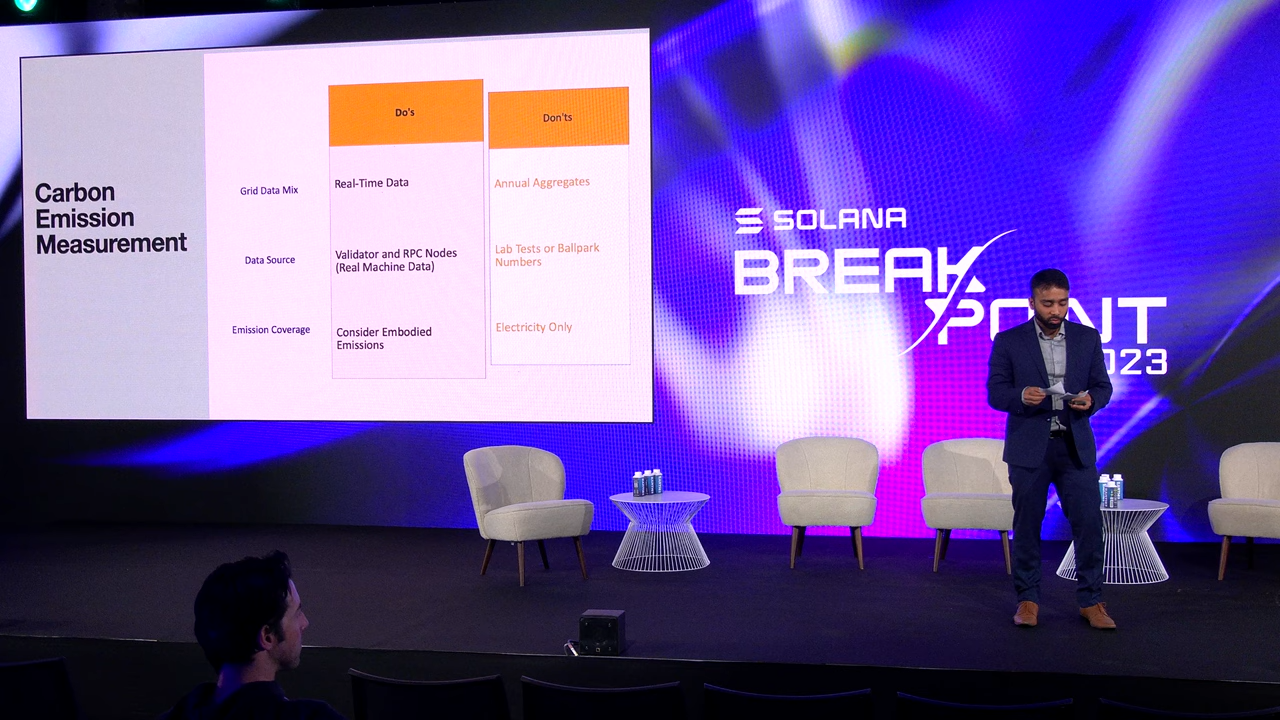 Do's
Don'ts
Carbon
Emission
Measurement
Grid Data Mix
Real-Time Data
Annual Aggregates
Data Source
Validator and RPC Nodes
(Real Machine Data)
Lab Tests or Ballpark
Numbers
Emission Coverage
Consider Embodied
Emissions
Electricity Only
SOLANA
BREAK
POINT
023